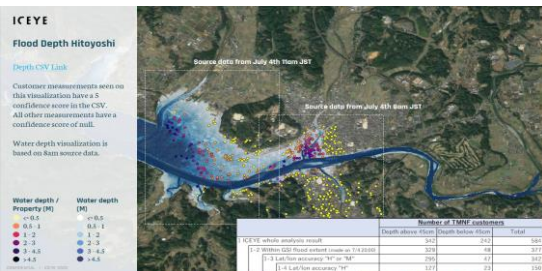 ICEYE
Flood Depth Hitoyoshi
Depth CSV Link
Customer measurements seen on
this visualization have a 5
confidence score in the CSV.
All other measurements have a
confidence score of null.
Water depth visualization is
based on 8am source data.
Water depth /
Property (M)
<= 0.5
0.5 - 1
1 - 2
2 - 3
3 - 4.5
>4.5
Water depth
(M)
<= 0.5
0.5 - 1
1 - 2
2 - 3
3 - 4.5
>4.5
Source data from July 4th 11am JST
Source data from July 4th 8am JST
Number of TMNF customers
Depth above 45cm Depth below 45cm Total
1 ICEYE whole analysis result 342 242 584
1-2 Within GSI flood extent 329 48 377
1-3 Lat/lon accuracy "H" or "M" 295 47 342
1-4 Lat/lon accuracy "H" 127 23 150